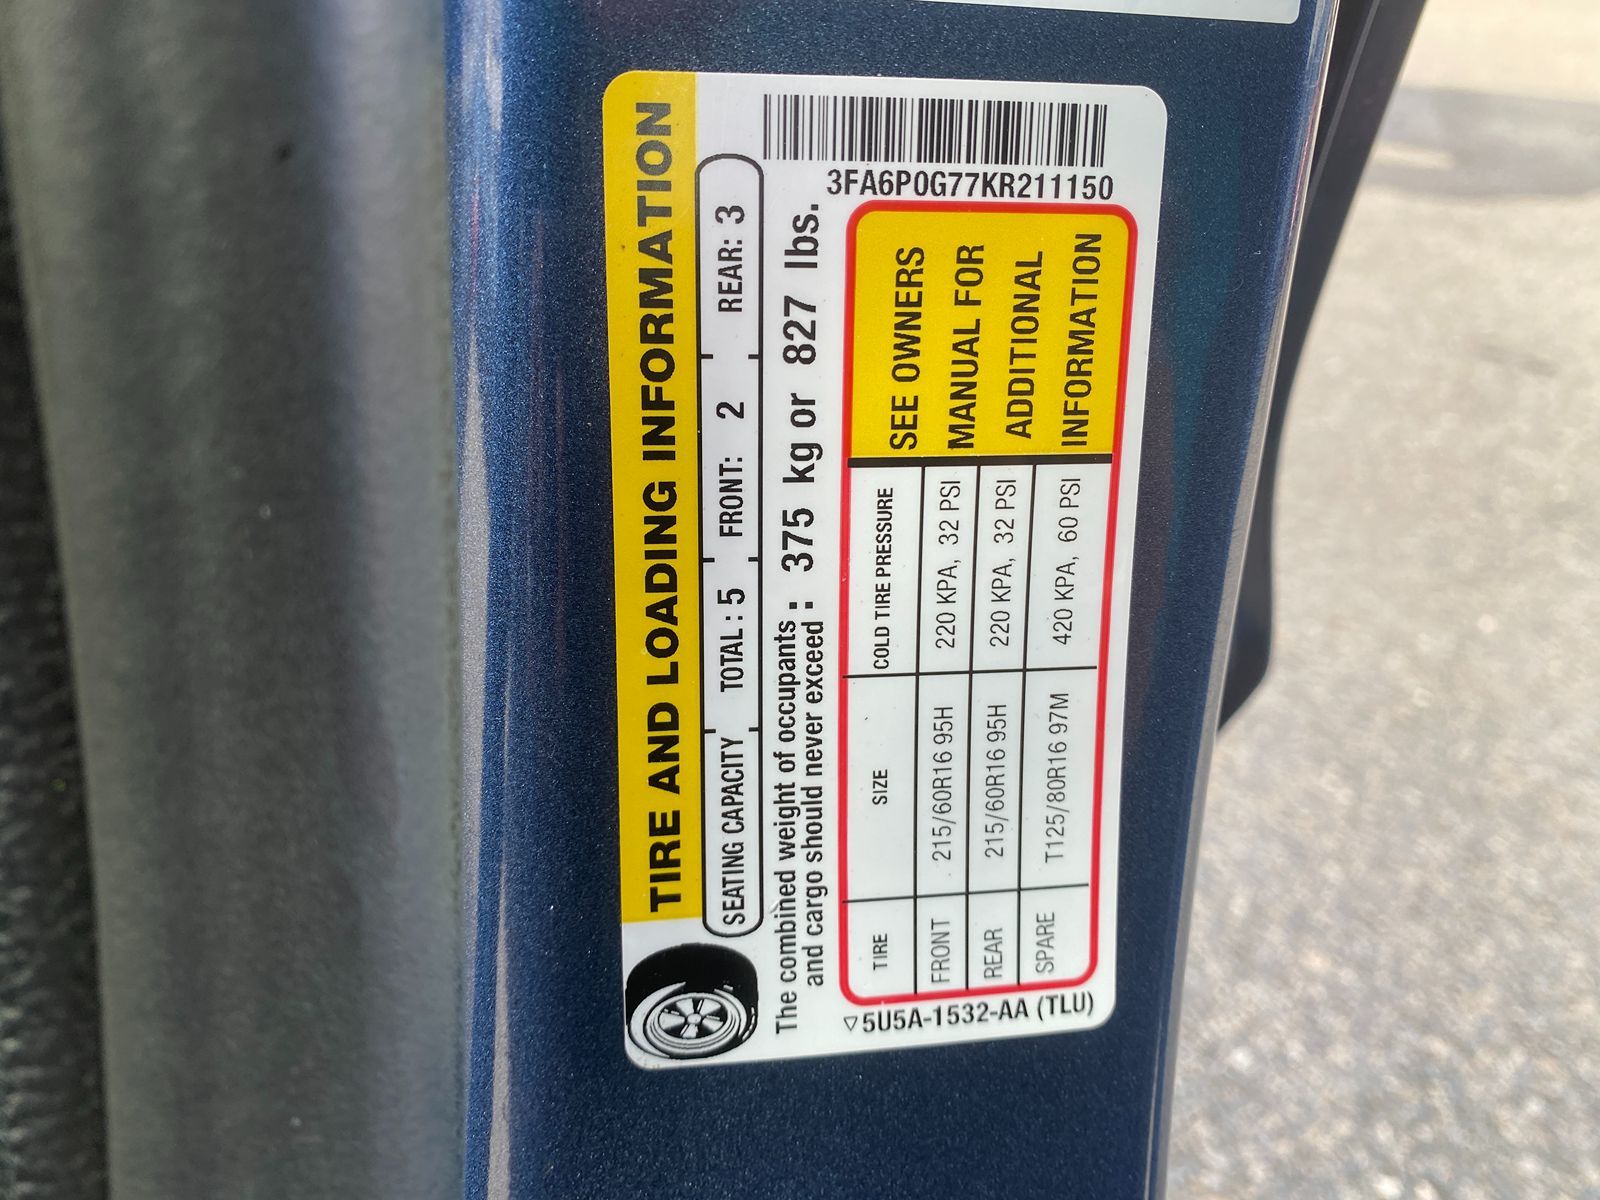 TIRE AND LOADING INFORMATION
SEATING CAPACITY TOTAL : 5 FRONT: 2 REAR: 3
The combined weight of occupants and cargo should never exceed : 375 kg or 827 lbs.
3FA6P0G77KR211150
TIRE SIZE COLD TIRE PRESSURE
FRONT 215/60R16 95H 220 KPA, 32 PSI
REAR 215/60R16 95H 220 KPA, 32 PSI
SPARE T125/80R16 97M 420 KPA, 60 PSI
SEE OWNERS
MANUAL FOR
ADDITIONAL
INFORMATION
▽5U5A-1532-AA (TLU)